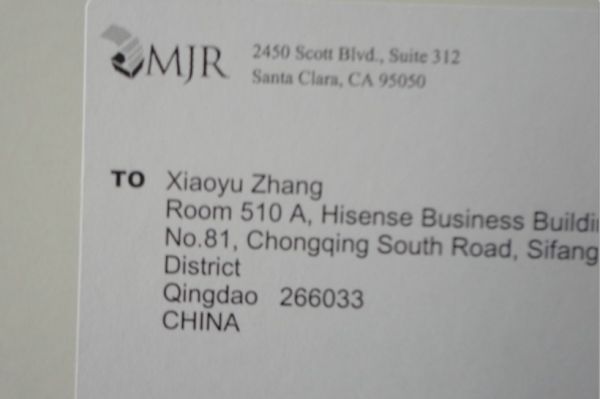 MJR
2450 Scott Blvd., Suite 312
Santa Clara, CA 95050
TO Xiaoyu Zhang
Room 510 A, Hisense Business Buildi
No.81, Chongqing South Road, Sifang
District
Qingdao 266033
CHINA